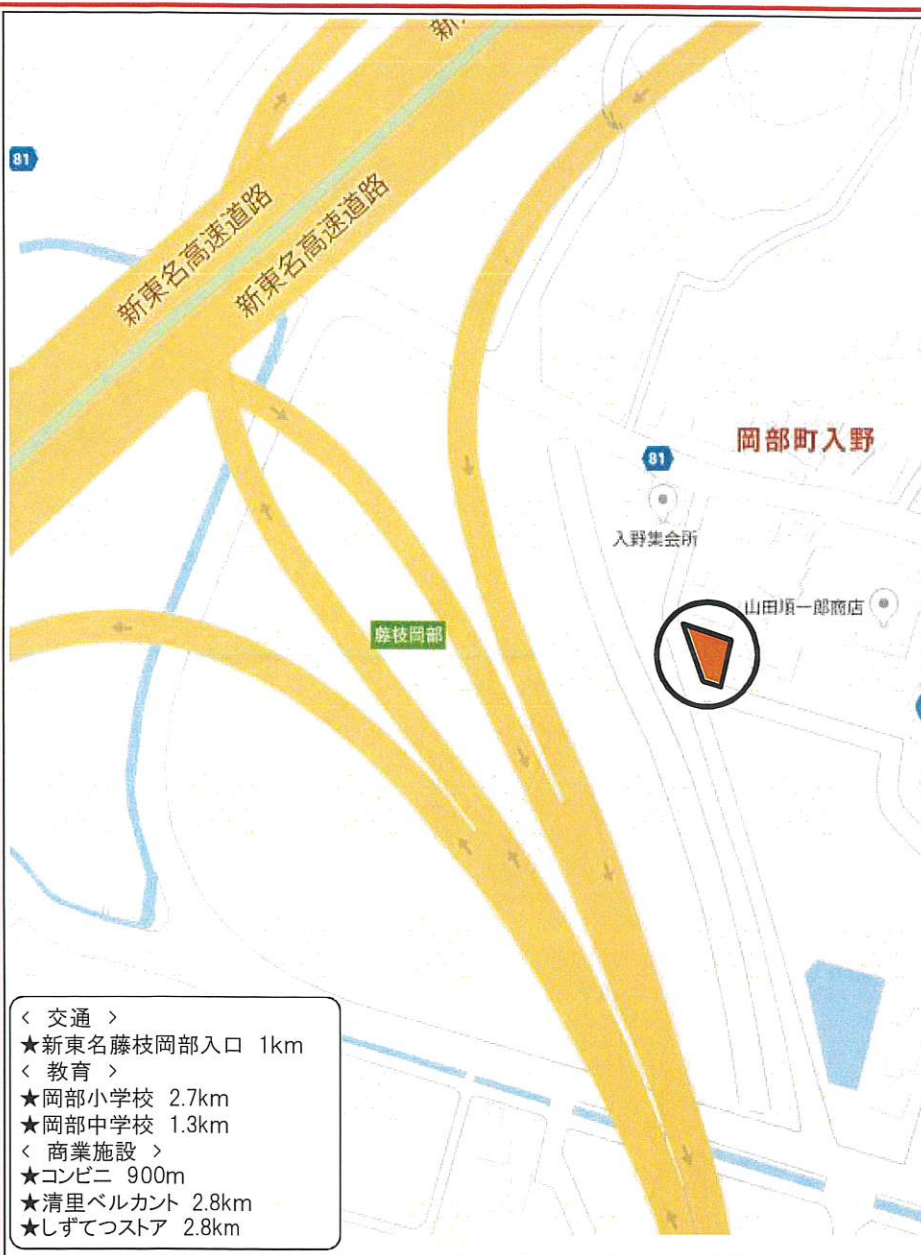 新
81
新東名高速道路
新東名高速道路
岡部町入野
81
入野集会所
山田順一郎商店
藤枝岡部
< 交通 >
★新東名藤枝岡部入口 1km
< 教育 >
★岡部小学校 2.7km
★岡部中学校 1.3km
< 商業施設 >
★コンビニ 900m
★清里ベルカント 2.8km
★しずてつストア 2.8km